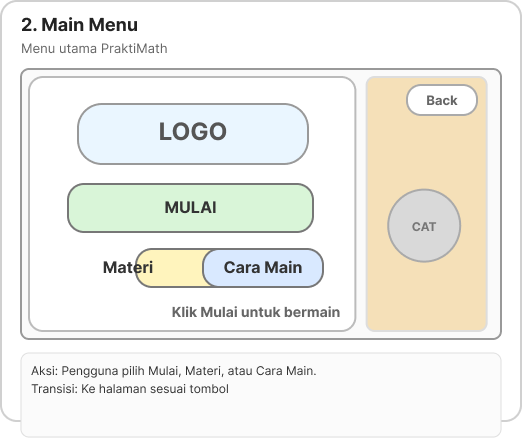 2. Main Menu
Menu utama PraktiMath
Back
LOGO
MULAI
CAT
Materi
Cara Main
Klik Mulai untuk bermain
Aksi: Pengguna pilih Mulai, Materi, atau Cara Main.
Transisi: Ke halaman sesuai tombol